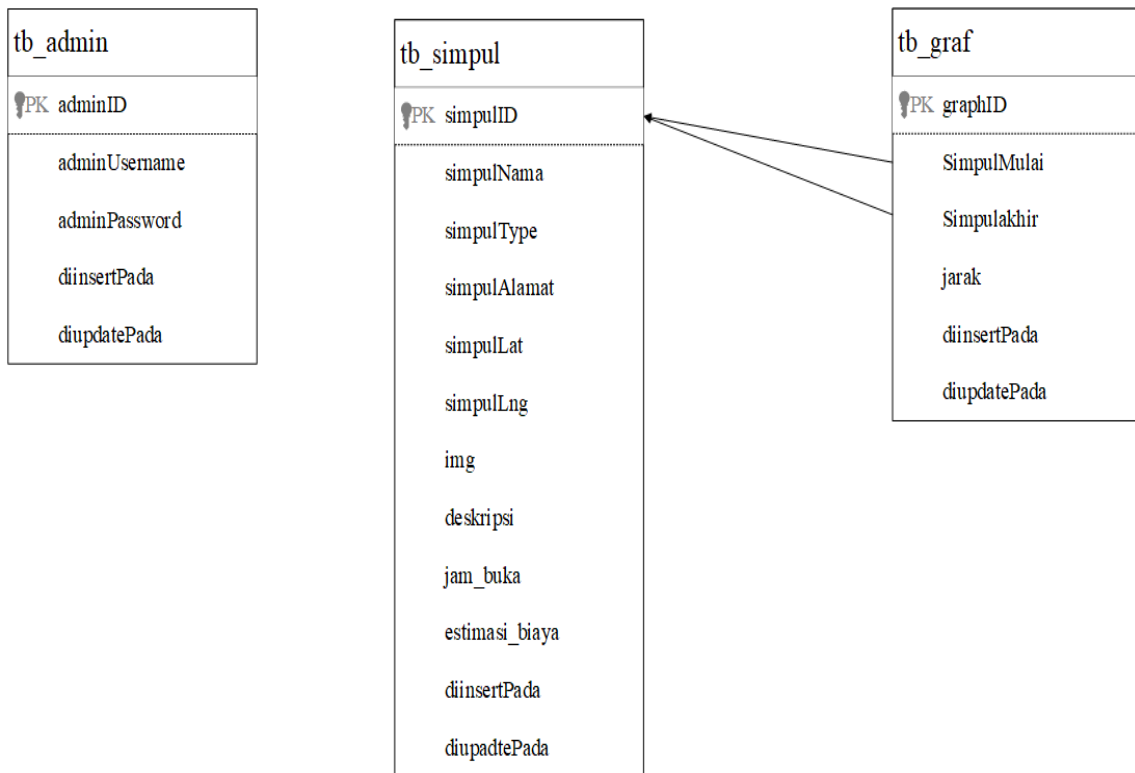 tb_admin
PK adminID
adminUsername
adminPassword
diinsertPada
diupdatePada
tb_simpul
PK simpulID
simpulNama
simpulType
simpulAlamat
simpulLat
simpulLng
img
deskripsi
jam_buka
estimasi_biaya
diinsertPada
diupadtePada
tb_graf
PK graphID
SimpulMulai
Simpulakhir
jarak
diinsertPada
diupdatePada